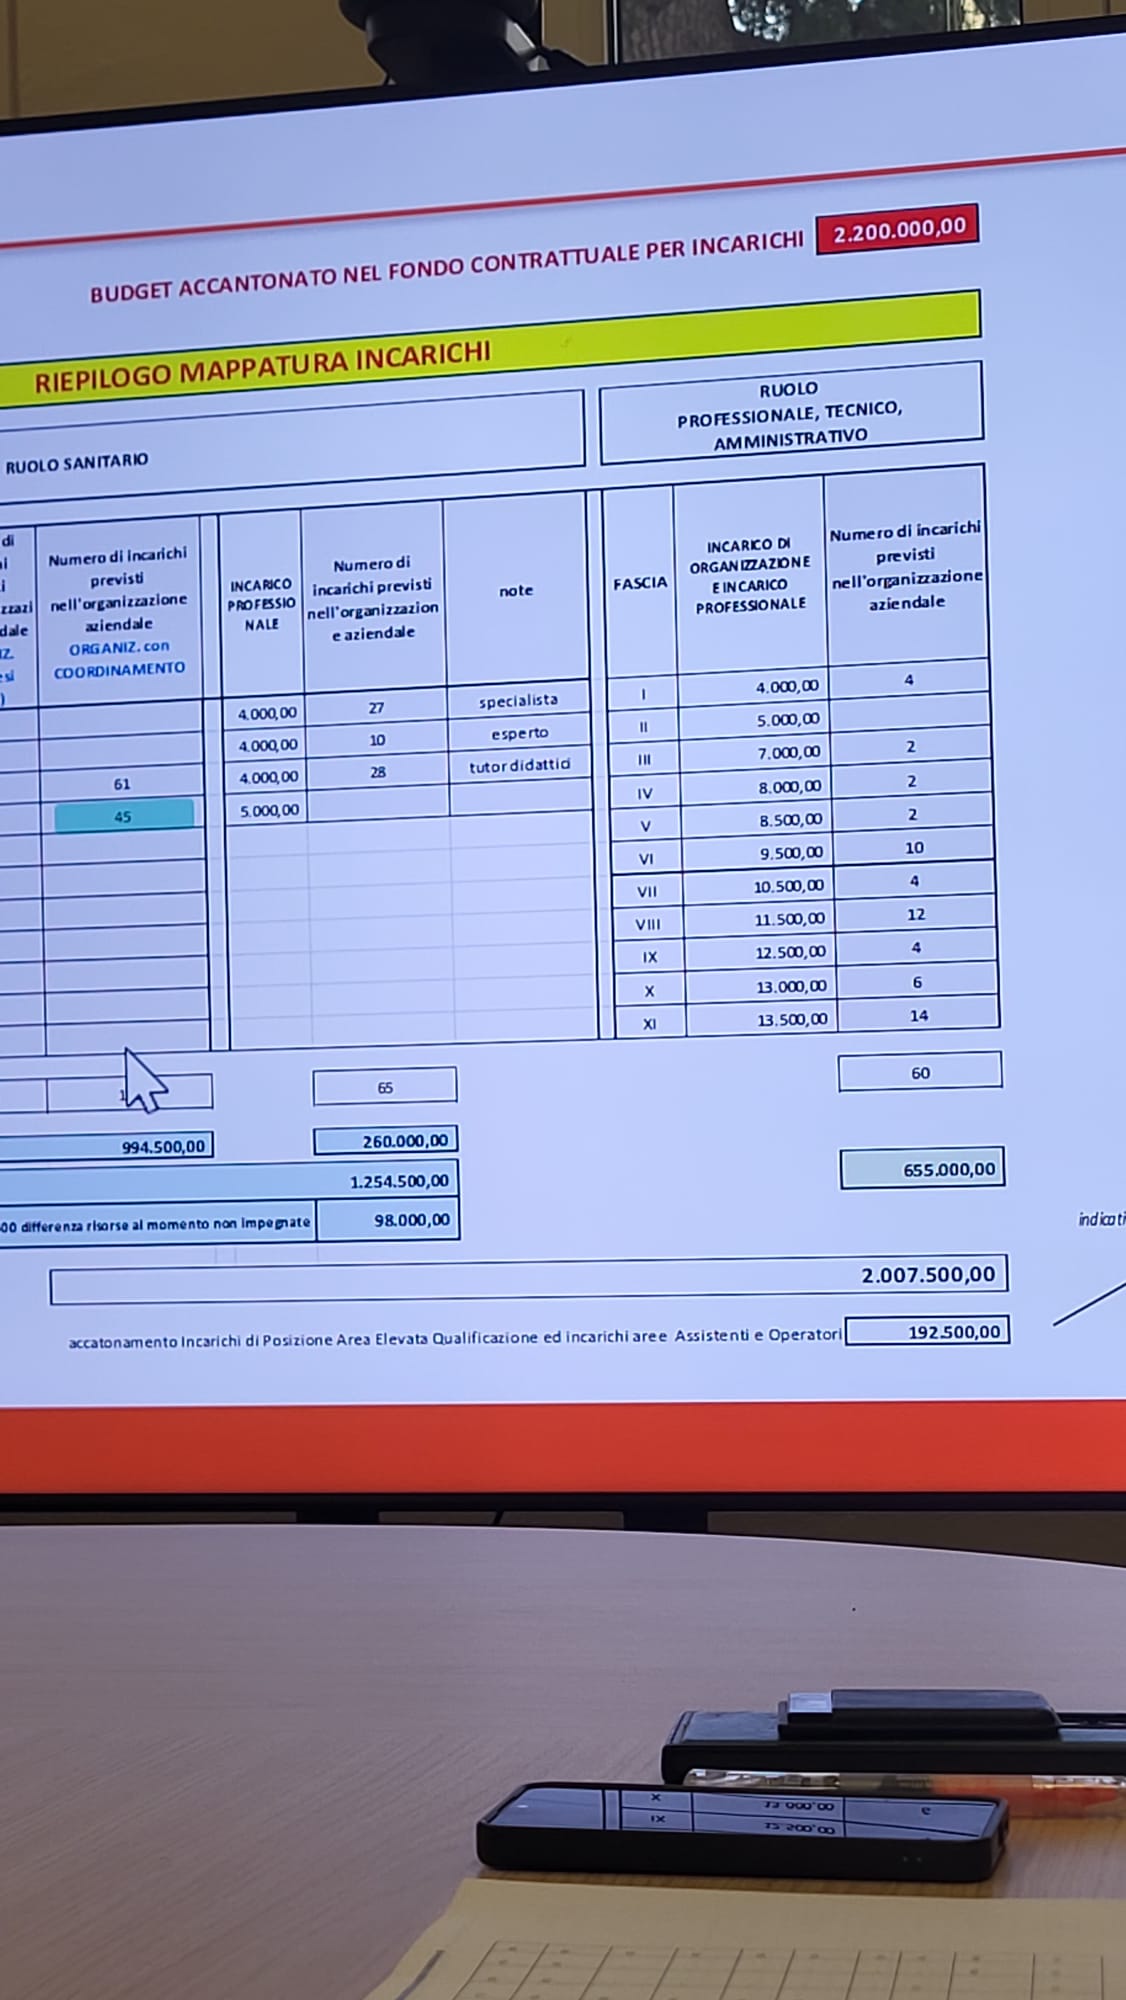 BUDGET ACCANTONATO NEL FONDO CONTRATTUALE PER INCARICHI 2.200.000,00
RIEPILOGO MAPPATURA INCARICHI
RUOLO SANITARIO
RUOLO
PROFESSIONALE, TECNICO,
AMMINISTRATIVO
di
Numero di incarichi
previsti
nell'organizzazione
aziendale
ORGANIZ. con
COORDINAMENTO
INCARICO
PROFESSIO
NALE
Numero di
incarichi previsti
nell'organizzazion
e aziendale
note
FASCIA
INCARICO DI
ORGANIZZAZIONE
E INCARICO
PROFESSIONALE
Numero di incarichi
previsti
nell'organizzazione
aziendale
4.000,00 27 specialista I 4.000,00 4
4.000,00 10 esperto II 5.000,00
61 4.000,00 28 tutor didattici III 7.000,00 2
45 5.000,00 IV 8.000,00 2
V 8.500,00 2
VI 9.500,00 10
VII 10.500,00 4
VIII 11.500,00 12
IX 12.500,00 4
X 13.000,00 6
XI 13.500,00 14
65 60
994.500,00 260.000,00
1.254.500,00 655.000,00
00 differenza risorse al momento non impegnate 98.000,00
indicati
2.007.500,00
accatonamento Incarichi di Posizione Area Elevata Qualificazione ed incarichi aree Assistenti e Operatori 192.500,00